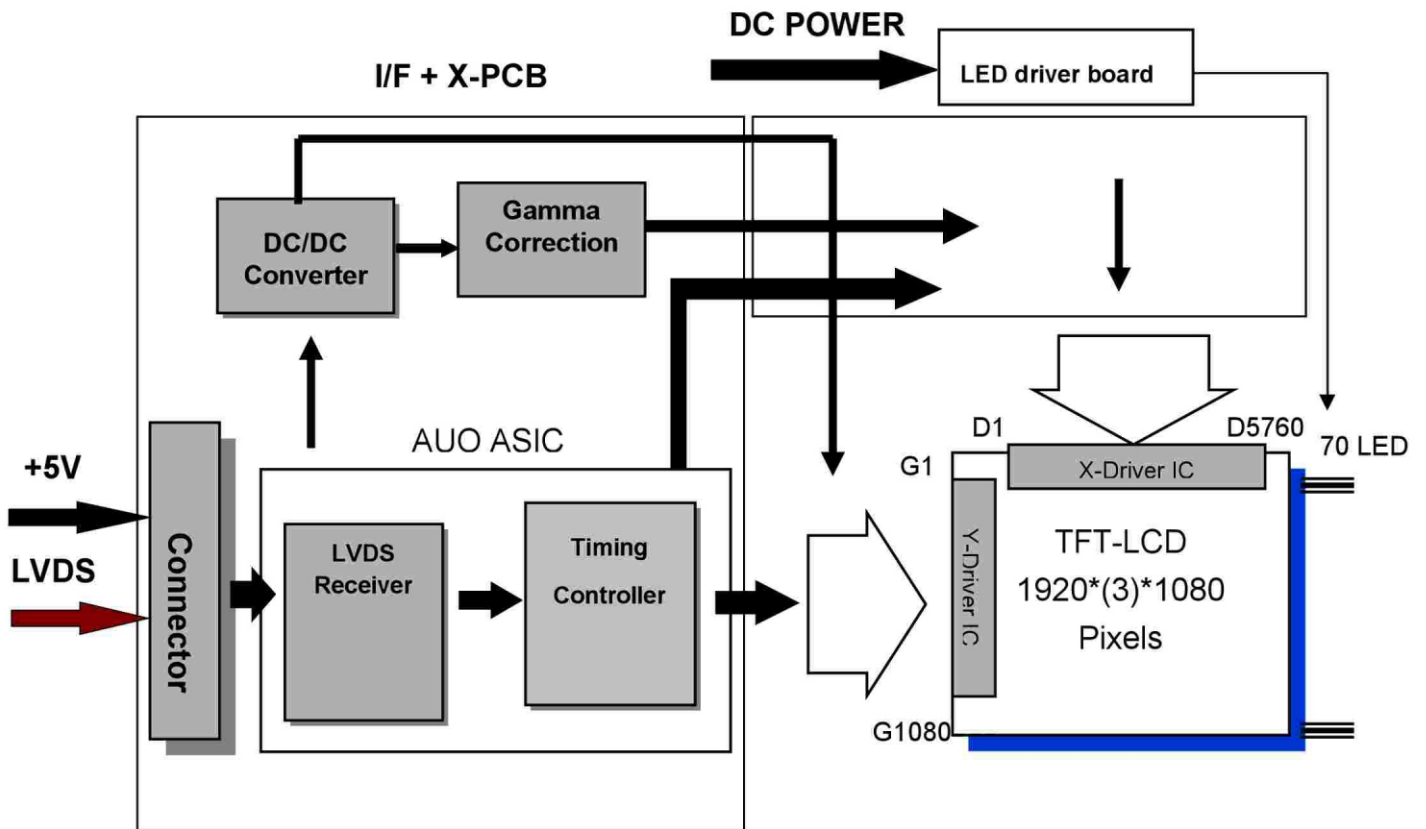 DC POWER
I/F + X-PCB
LED driver board
Gamma
Correction
DC/DC
Converter
AUO ASIC
D1
D5760
70 LED
+5V
G1
X-Driver IC
Connector
LVDS
Receiver
Timing
Controller
Y-Driver IC
TFT-LCD
1920*(3)*1080
Pixels
LVDS
G1080